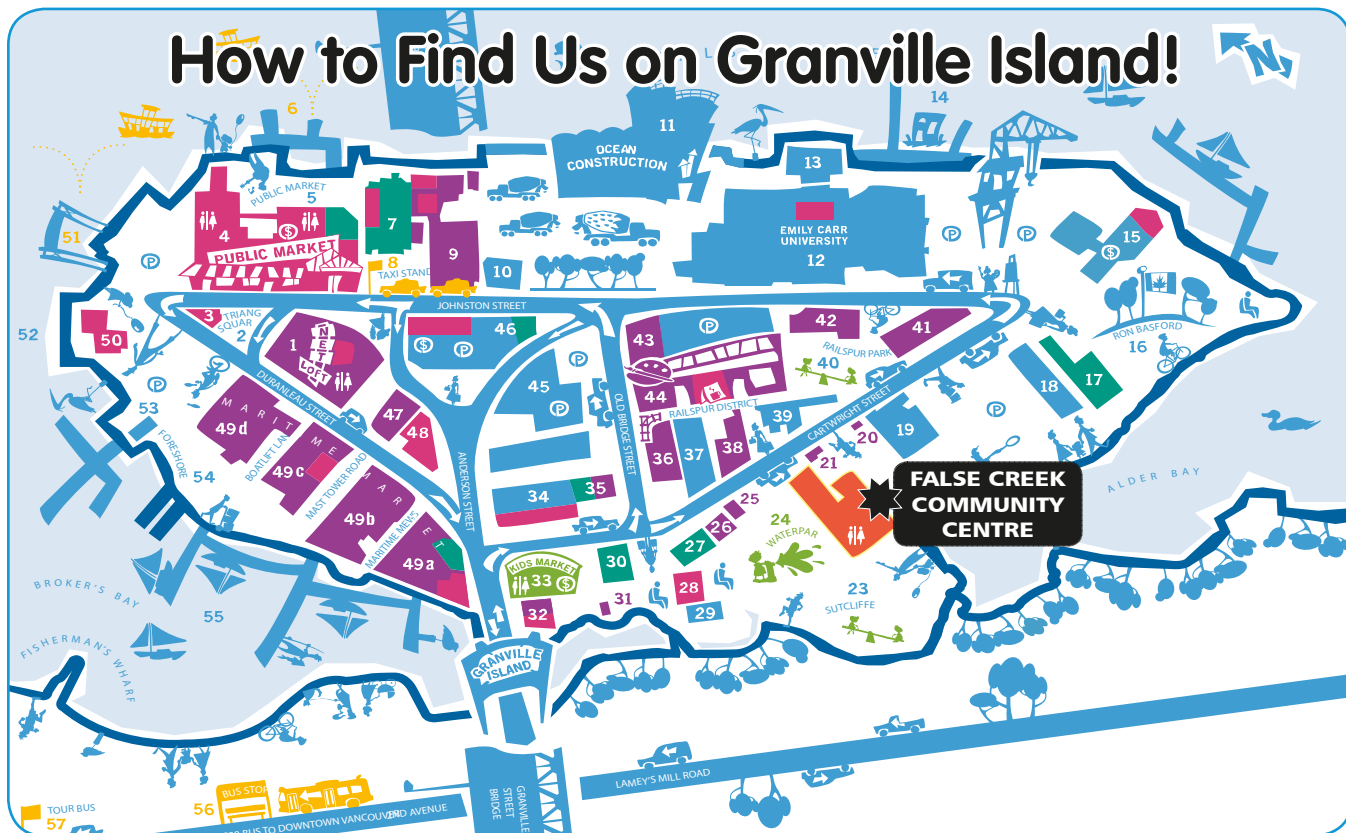 How to Find Us on Granville Island!
N
6
14
11
OCEAN
CONSTRUCTION
13
PUBLIC MARKET
5
4
PUBLIC MARKET
$
7
8
TAXI STAND
9
10
EMILY CARR
UNIVERSITY
12
P
P
15
$
51
P
JOHNSTON STREET
52
50
3
TRIANG
SQUAR
2
1
NET
LOFT
46
$
P
P
43
P
42
41
RAILSPUR PARK
40
RON BASFORD
16
P
53
DURANLEAU STREET
45
P
OLD BRIDGE STREET
44
RAILSPUR DISTRICT
39
CARTWRIGHT STREET
18
17
P
47
48
MARITIME MARKET
49d
BOATLIFT LAN
49c
MAST TOWER ROAD
49b
MARITIME MEWS
49a
FORESHORE
54
ANDERSON STREET
36
37
38
20
19
21
34
35
25
26
27
24
WATERPAR
FALSE CREEK
COMMUNITY
CENTRE
ALDER BAY
KIDS MARKET
33
$
30
28
29
31
32
23
SUTCLIFFE
BROKER'S BAY
55
FISHERMAN'S WHARF
GRANVILLE
ISLAND
LAMEY'S MILL ROAD
GRANVILLE
STREET
BRIDGE
56
BUS STOP
BUS TO DOWNTOWN VANCOUVER
2ND AVENUE
TOUR BUS
57